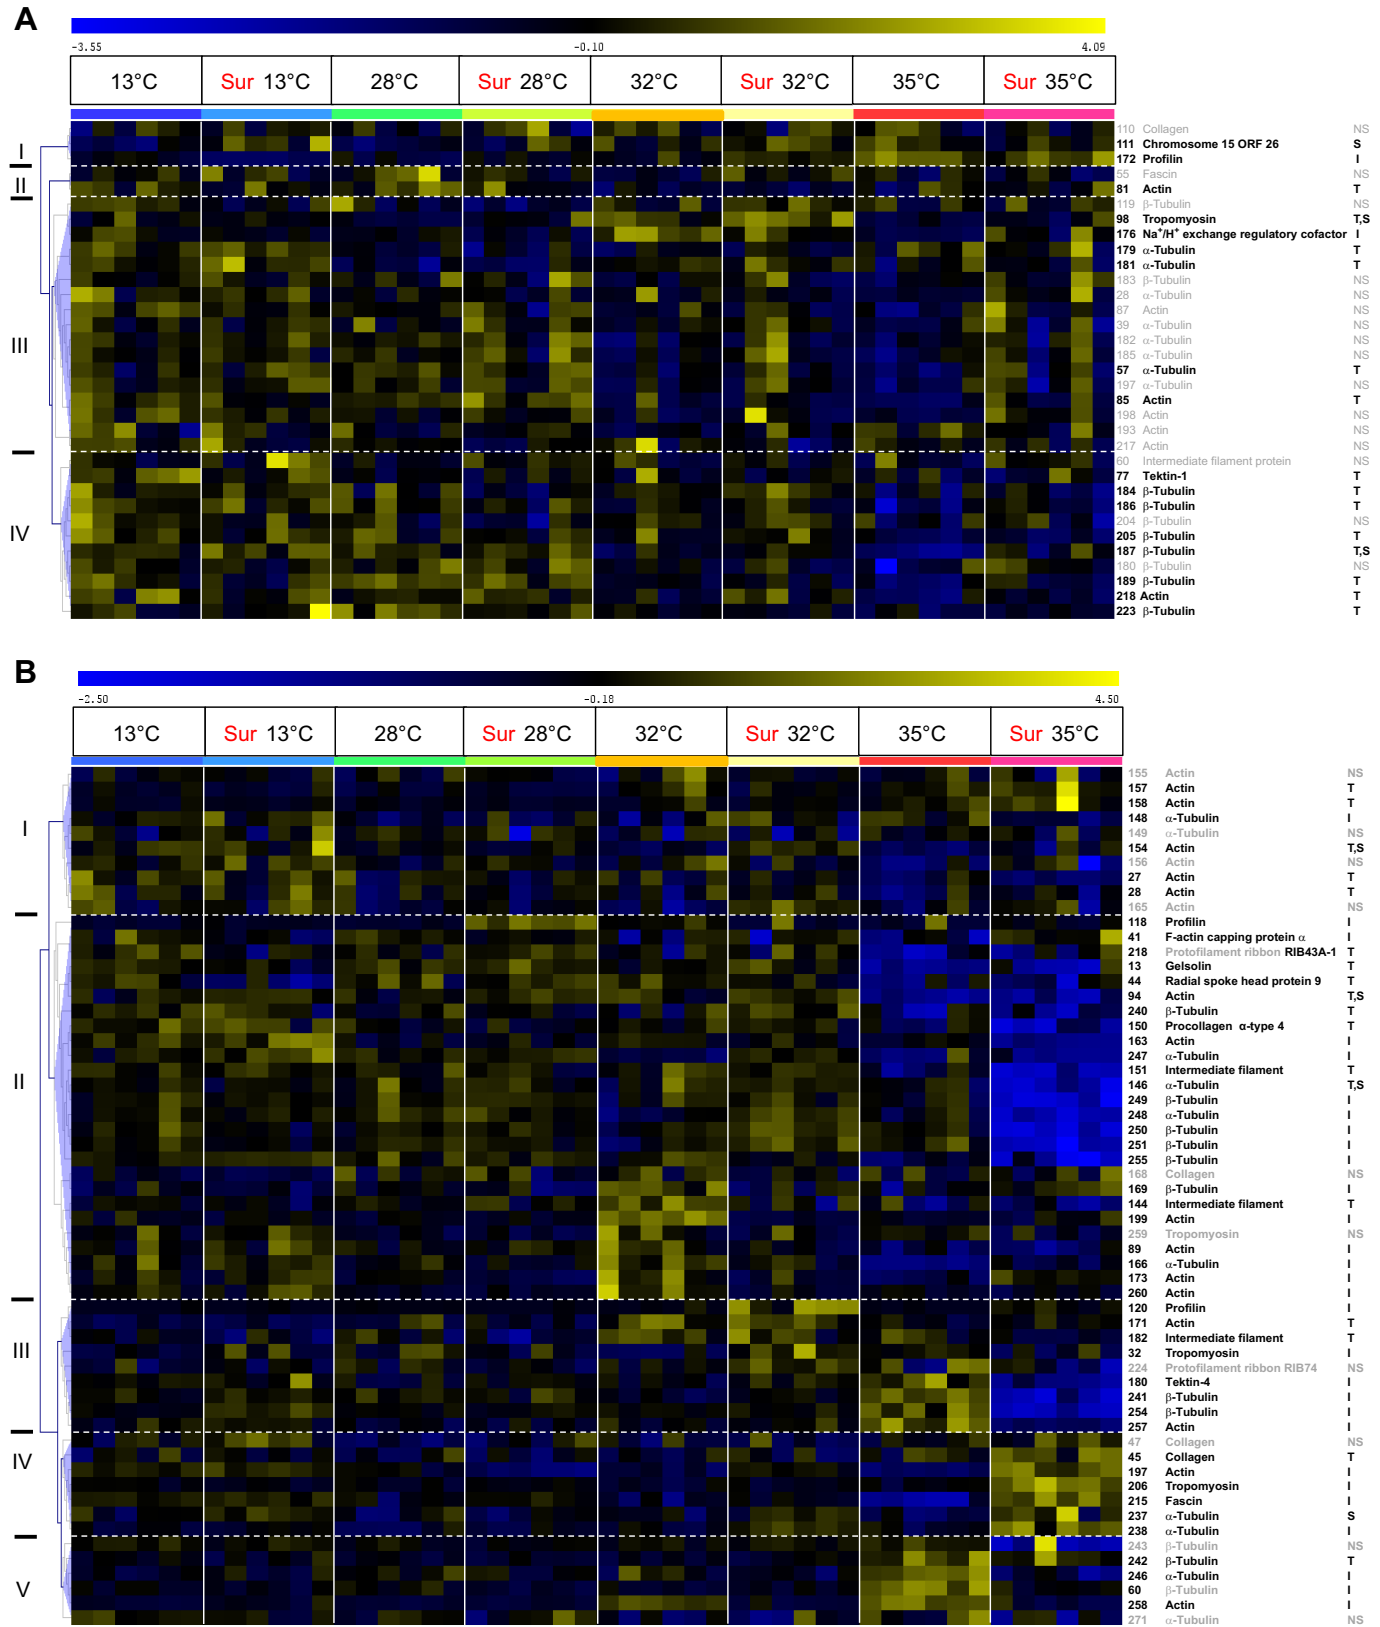 A
-3.55 -0.10 4.09
13°C Sur 13°C 28°C Sur 28°C 32°C Sur 32°C 35°C Sur 35°C
I
II
III
IV
110 Collagen NS
111 Chromosome 15 ORF 26 S
172 Profilin I
55 Fascin NS
81 Actin T
119 β-Tubulin NS
98 Tropomyosin T,S
176 Na⁺/H⁺ exchange regulatory cofactor I
179 α-Tubulin T
181 α-Tubulin T
183 β-Tubulin NS
28 α-Tubulin NS
87 Actin NS
39 α-Tubulin NS
182 α-Tubulin NS
185 α-Tubulin NS
57 α-Tubulin T
197 α-Tubulin NS
85 Actin T
198 Actin NS
193 Actin NS
217 Actin NS
60 Intermediate filament protein NS
77 Tektin-1 T
184 β-Tubulin T
186 β-Tubulin T
204 β-Tubulin NS
205 β-Tubulin T
187 β-Tubulin T,S
180 β-Tubulin NS
189 β-Tubulin T
218 Actin T
223 β-Tubulin T
B
-2.50 -0.18 4.50
13°C Sur 13°C 28°C Sur 28°C 32°C Sur 32°C 35°C Sur 35°C
I
II
III
IV
V
155 Actin NS
157 Actin T
158 Actin T
148 α-Tubulin I
149 α-Tubulin NS
154 Actin T,S
156 Actin NS
27 Actin T
28 Actin T
165 Actin NS
118 Profilin I
41 F-actin capping protein α I
218 Protofilament ribbon RIB43A-1 T
13 Gelsolin T
44 Radial spoke head protein 9 T
94 Actin T,S
240 β-Tubulin T
150 Procollagen α-type 4 T
163 Actin I
247 α-Tubulin I
151 Intermediate filament T
146 α-Tubulin T,S
249 β-Tubulin I
248 α-Tubulin I
250 β-Tubulin I
251 β-Tubulin I
255 β-Tubulin I
168 Collagen NS
169 β-Tubulin I
144 Intermediate filament T
199 Actin I
259 Tropomyosin NS
89 Actin I
166 α-Tubulin I
173 Actin I
260 Actin I
120 Profilin I
171 Actin T
182 Intermediate filament T
32 Tropomyosin I
224 Protofilament ribbon RIB74 NS
180 Tektin-4 I
241 β-Tubulin I
254 β-Tubulin I
257 Actin I
47 Collagen NS
45 Collagen T
197 Actin I
206 Tropomyosin I
215 Fascin I
237 α-Tubulin S
238 α-Tubulin I
243 β-Tubulin NS
242 β-Tubulin T
246 α-Tubulin I
60 β-Tubulin I
258 Actin I
271 α-Tubulin NS